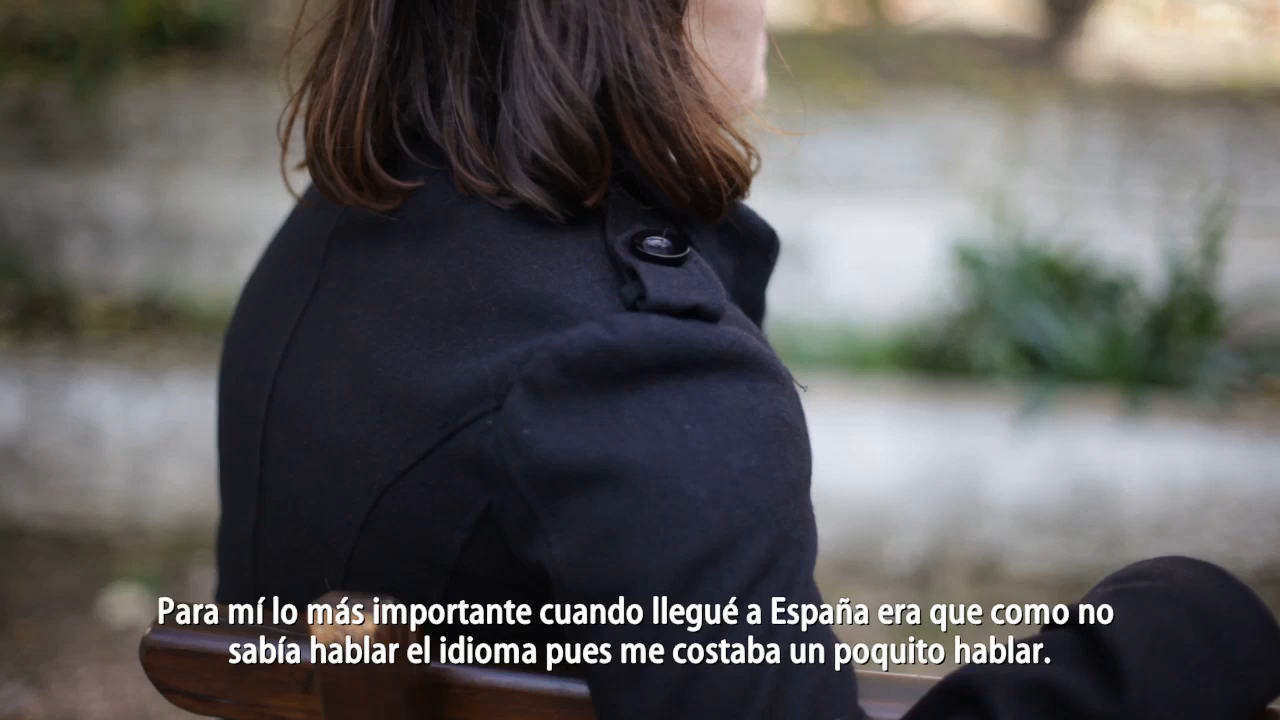 Para mí lo más importante cuando llegué a España era que como no
sabía hablar el idioma pues me costaba un poquito hablar.